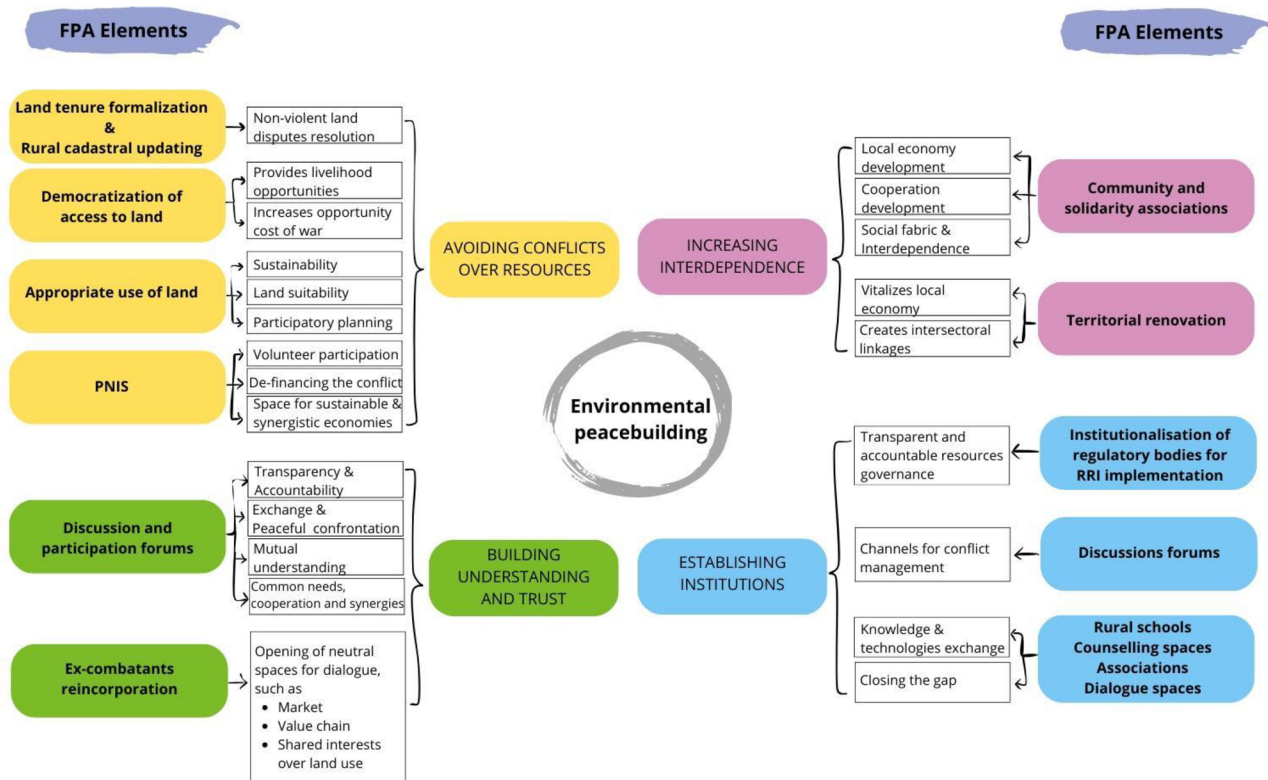 FPA Elements
Land tenure formalization
&
Rural cadastral updating
Non-violent land
disputes resolution
Democratization of
access to land
Provides livelihood
opportunities
Increases opportunity
cost of war
Appropriate use of land
Sustainability
Land suitability
Participatory planning
PNIS
Volunteer participation
De-financing the conflict
Space for sustainable &
synergistic economies
AVOIDING CONFLICTS
OVER RESOURCES
Discussion and
participation forums
Transparency &
Accountability
Exchange &
Peaceful confrontation
Mutual
understanding
Common needs,
cooperation and synergies
Ex-combatants
reincorporation
Opening of neutral
spaces for dialogue,
such as
• Market
• Value chain
• Shared interests
over land use
BUILDING
UNDERSTANDING
AND TRUST
Environmental
peacebuilding
FPA Elements
INCREASING
INTERDEPENDENCE
Local economy
development
Cooperation
development
Social fabric &
Interdependence
Community and
solidarity associations
Vitalizes local
economy
Creates intersectoral
linkages
Territorial renovation
ESTABLISHING
INSTITUTIONS
Transparent and
accountable resources
governance
Institutionalisation of
regulatory bodies for
RRI implementation
Channels for conflict
management
Discussions forums
Knowledge &
technologies exchange
Closing the gap
Rural schools
Counselling spaces
Associations
Dialogue spaces